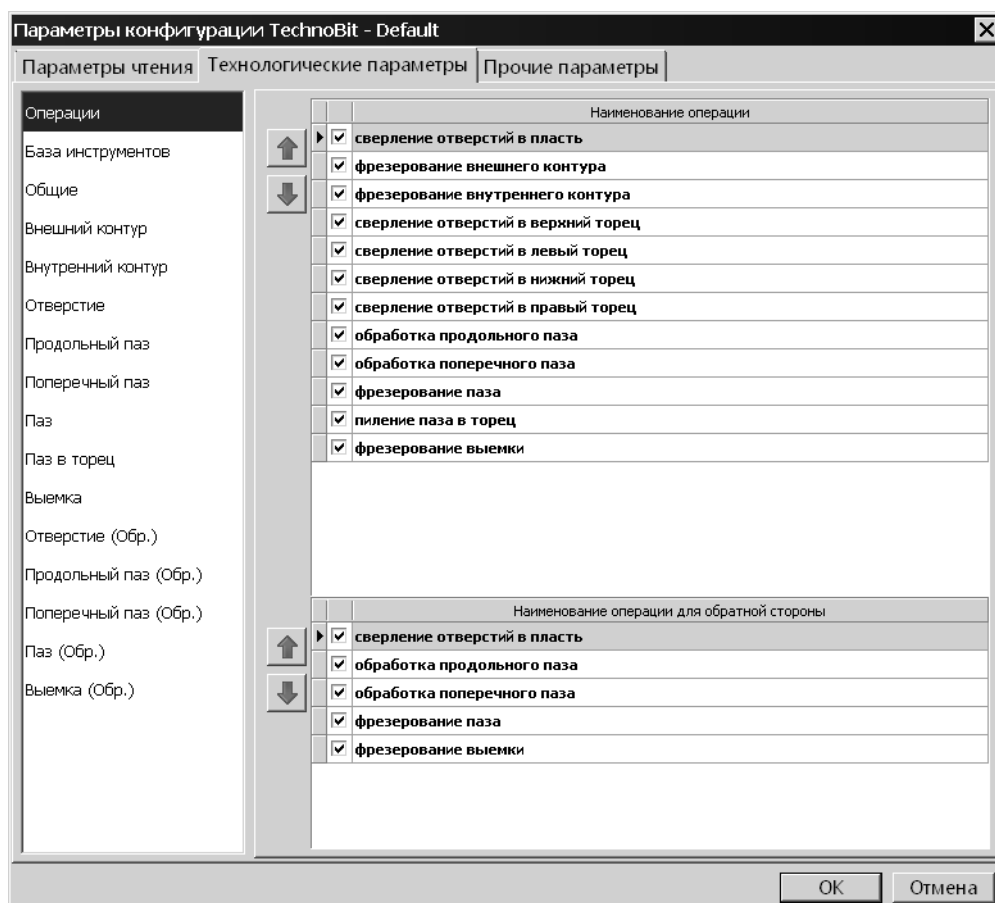 Параметры конфигурации TechnoBit - Default
Параметры чтения Технологические параметры Прочие параметры
Операции
База инструментов
Общие
Внешний контур
Внутренний контур
Отверстие
Продольный паз
Поперечный паз
Паз
Паз в торец
Выемка
Отверстие (Обр.)
Продольный паз (Обр.)
Поперечный паз (Обр.)
Паз (Обр.)
Выемка (Обр.)
Наименование операции
сверление отверстий в пласть
фрезерование внешнего контура
фрезерование внутреннего контура
сверление отверстий в верхний торец
сверление отверстий в левый торец
сверление отверстий в нижний торец
сверление отверстий в правый торец
обработка продольного паза
обработка поперечного паза
фрезерование паза
пиление паза в торец
фрезерование выемки
Наименование операции для обратной стороны
сверление отверстий в пласть
обработка продольного паза
обработка поперечного паза
фрезерование паза
фрезерование выемки
OK Отмена